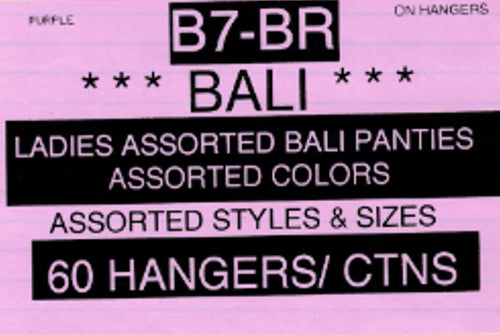 PURPLE
ON HANGERS
B7-BR
*** BALI ***
LADIES ASSORTED BALI PANTIES
ASSORTED COLORS
ASSORTED STYLES & SIZES
60 HANGERS/ CTNS